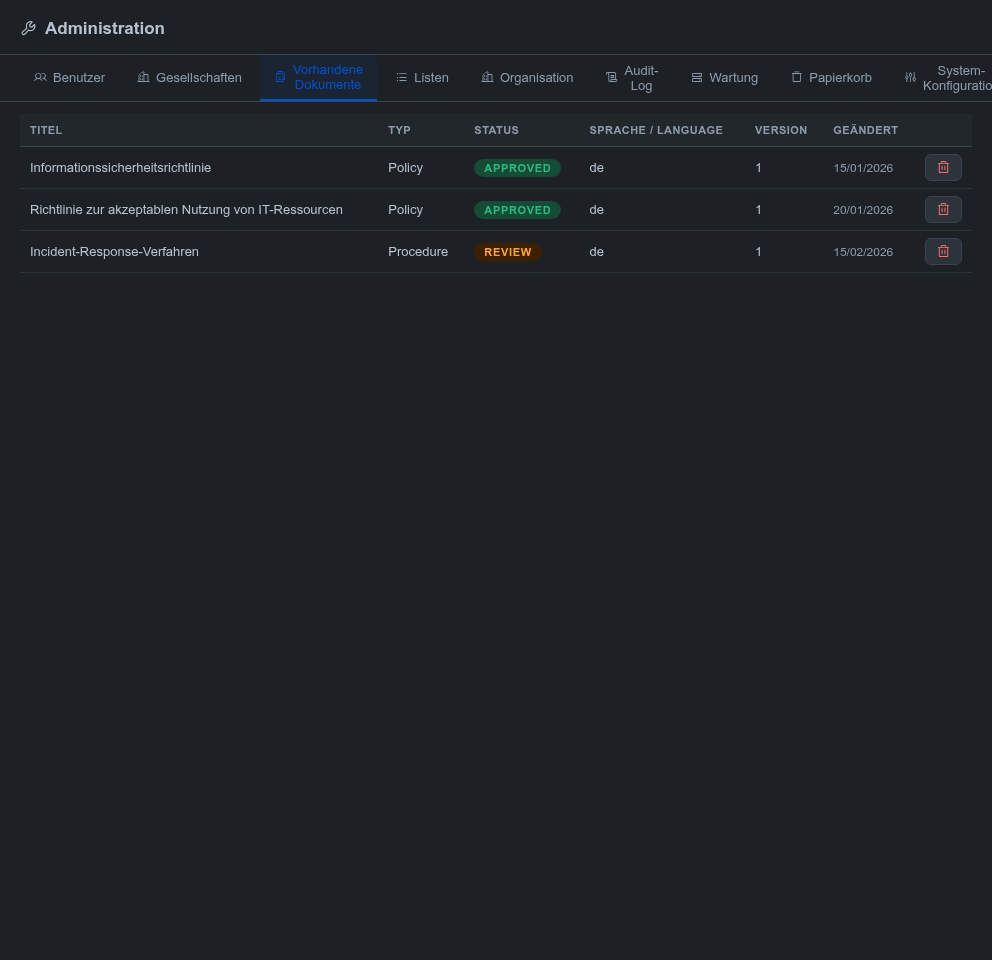 Administration
Benutzer
Gesellschaften
Vorhandene
Dokumente
Listen
Organisation
Audit-
Log
Wartung
Papierkorb
System-
Konfiguratio
TITEL TYP STATUS SPRACHE / LANGUAGE VERSION GEÄNDERT
Informationssicherheitsrichtlinie Policy APPROVED de 1 15/01/2026
Richtlinie zur akzeptablen Nutzung von IT-Ressourcen Policy APPROVED de 1 20/01/2026
Incident-Response-Verfahren Procedure REVIEW de 1 15/02/2026